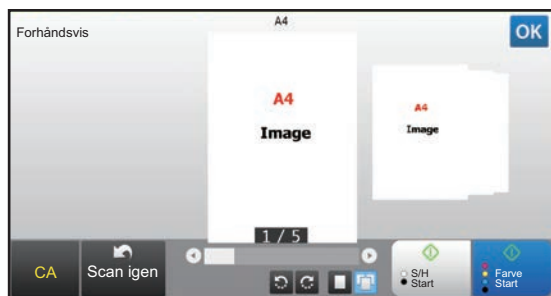 A4
Forhåndsvis
OK
A4
Image
A4
Image
1 / 5
CA
Scan igen
S/H
Start
Farve
Start